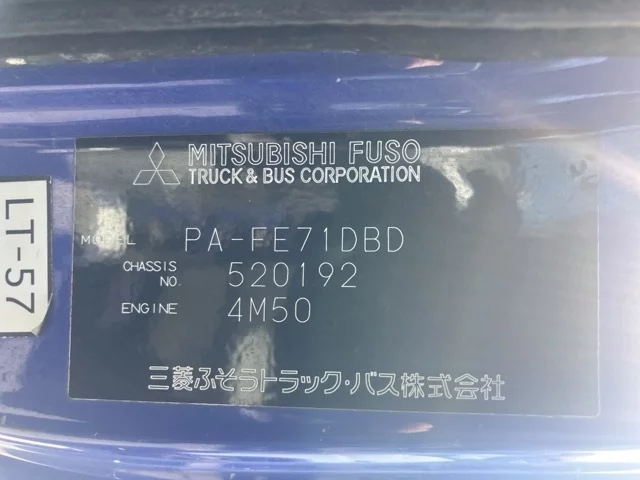 MITSUBISHI FUSO
TRUCK & BUS CORPORATION
MODEL PA-FE71DBD
CHASSIS NO. 520192
ENGINE 4M50
三菱ふそうトラック・バス株式会社
LT-57